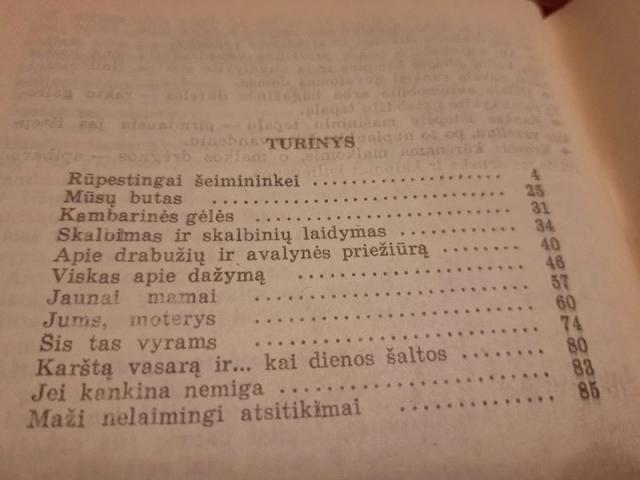 TURINYS
Rūpestingai šeimininkei .................... 4
Mūsų butas .................... 25
Kambarinės gėlės .................... 31
Skalbimas ir skalbinių laidymas .................... 34
Apie drabužių ir avalynės priežiūrą ........ 40
Viskas apie dažymą .................... 46
Jaunai mamai .................... 57
Jums, moterys .................... 60
Šis tas vyrams .................... 74
Karštą vasarą ir... kai dienos šaltos ........ 80
Jei kankina nemiga .................... 83
Maži nelaimingi atsitikimai ............ 85